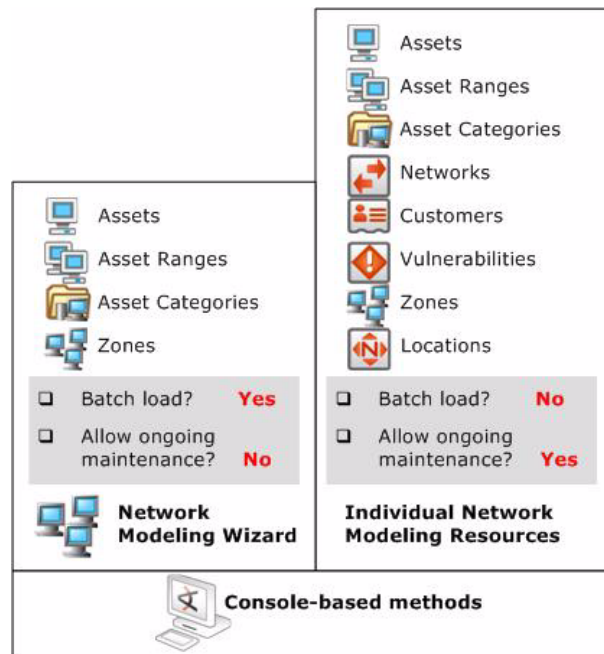 Assets
Asset Ranges
Asset Categories
Zones
❑ Batch load? Yes
❑ Allow ongoing
maintenance? No
Network
Modeling Wizard
Assets
Asset Ranges
Asset Categories
Networks
Customers
Vulnerabilities
Zones
N
Locations
❑ Batch load? No
❑ Allow ongoing
maintenance? Yes
Individual Network
Modeling Resources
Console-based methods